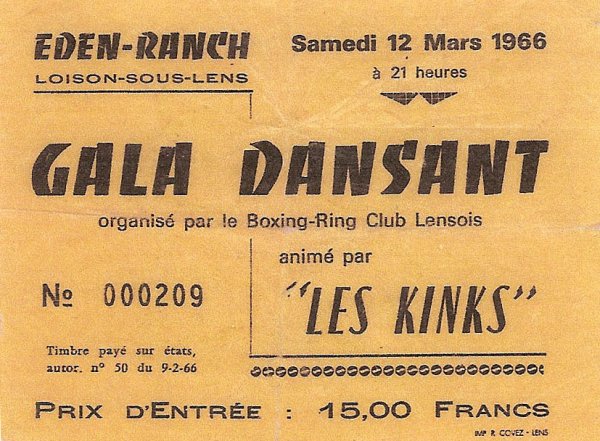 EDEN-RANCH
LOISON-SOUS-LENS
Samedi 12 Mars 1966
à 21 heures
GALA DANSANT
organisé par le Boxing-Ring Club Lensois
animé par
"LES KINKS"
No 000209
Timbre payé sur états,
autor. n° 50 du 9-2-66
PRIX D'ENTRÉE : 15,00 FRANCS
IMP R. COVEZ - LENS